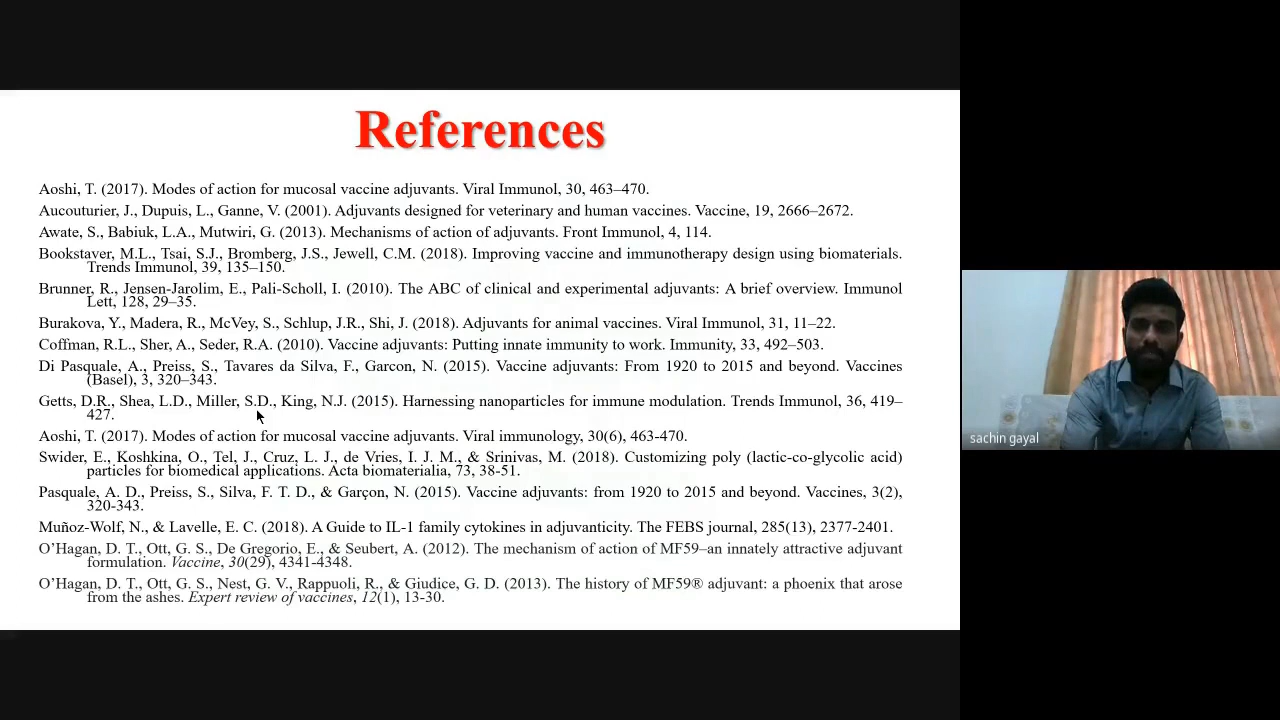 References
Aoshi, T. (2017). Modes of action for mucosal vaccine adjuvants. Viral Immunol, 30, 463–470.
Aucouturier, J., Dupuis, L., Ganne, V. (2001). Adjuvants designed for veterinary and human vaccines. Vaccine, 19, 2666–2672.
Awate, S., Babiuk, L.A., Mutwiri, G. (2013). Mechanisms of action of adjuvants. Front Immunol, 4, 114.
Bookstaver, M.L., Tsai, S.J., Bromberg, J.S., Jewell, C.M. (2018). Improving vaccine and immunotherapy design using biomaterials.
Trends Immunol, 39, 135–150.
Brunner, R., Jensen-Jarolim, E., Pali-Scholl, I. (2010). The ABC of clinical and experimental adjuvants: A brief overview. Immunol
Lett, 128, 29–35.
Burakova, Y., Madera, R., McVey, S., Schlup, J.R., Shi, J. (2018). Adjuvants for animal vaccines. Viral Immunol, 31, 11–22.
Coffman, R.L., Sher, A., Seder, R.A. (2010). Vaccine adjuvants: Putting innate immunity to work. Immunity, 33, 492–503.
Di Pasquale, A., Preiss, S., Tavares da Silva, F., Garcon, N. (2015). Vaccine adjuvants: From 1920 to 2015 and beyond. Vaccines
(Basel), 3, 320–343.
Getts, D.R., Shea, L.D., Miller, S.D., King, N.J. (2015). Harnessing nanoparticles for immune modulation. Trends Immunol, 36, 419–
427.
Aoshi, T. (2017). Modes of action for mucosal vaccine adjuvants. Viral immunology, 30(6), 463-470.
Swider, E., Koshkina, O., Tel, J., Cruz, L. J., de Vries, I. J. M., & Srinivas, M. (2018). Customizing poly (lactic-co-glycolic acid)
particles for biomedical applications. Acta biomaterialia, 73, 38-51.
Pasquale, A. D., Preiss, S., Silva, F. T. D., & Garçon, N. (2015). Vaccine adjuvants: from 1920 to 2015 and beyond. Vaccines, 3(2),
320-343.
Muñoz-Wolf, N., & Lavelle, E. C. (2018). A Guide to IL-1 family cytokines in adjuvanticity. The FEBS journal, 285(13), 2377-2401.
O’Hagan, D. T., Ott, G. S., De Gregorio, E., & Seubert, A. (2012). The mechanism of action of MF59–an innately attractive adjuvant
formulation. Vaccine, 30(29), 4341-4348.
O’Hagan, D. T., Ott, G. S., Nest, G. V., Rappuoli, R., & Giudice, G. D. (2013). The history of MF59® adjuvant: a phoenix that arose
from the ashes. Expert review of vaccines, 12(1), 13-30.
sachin gayal